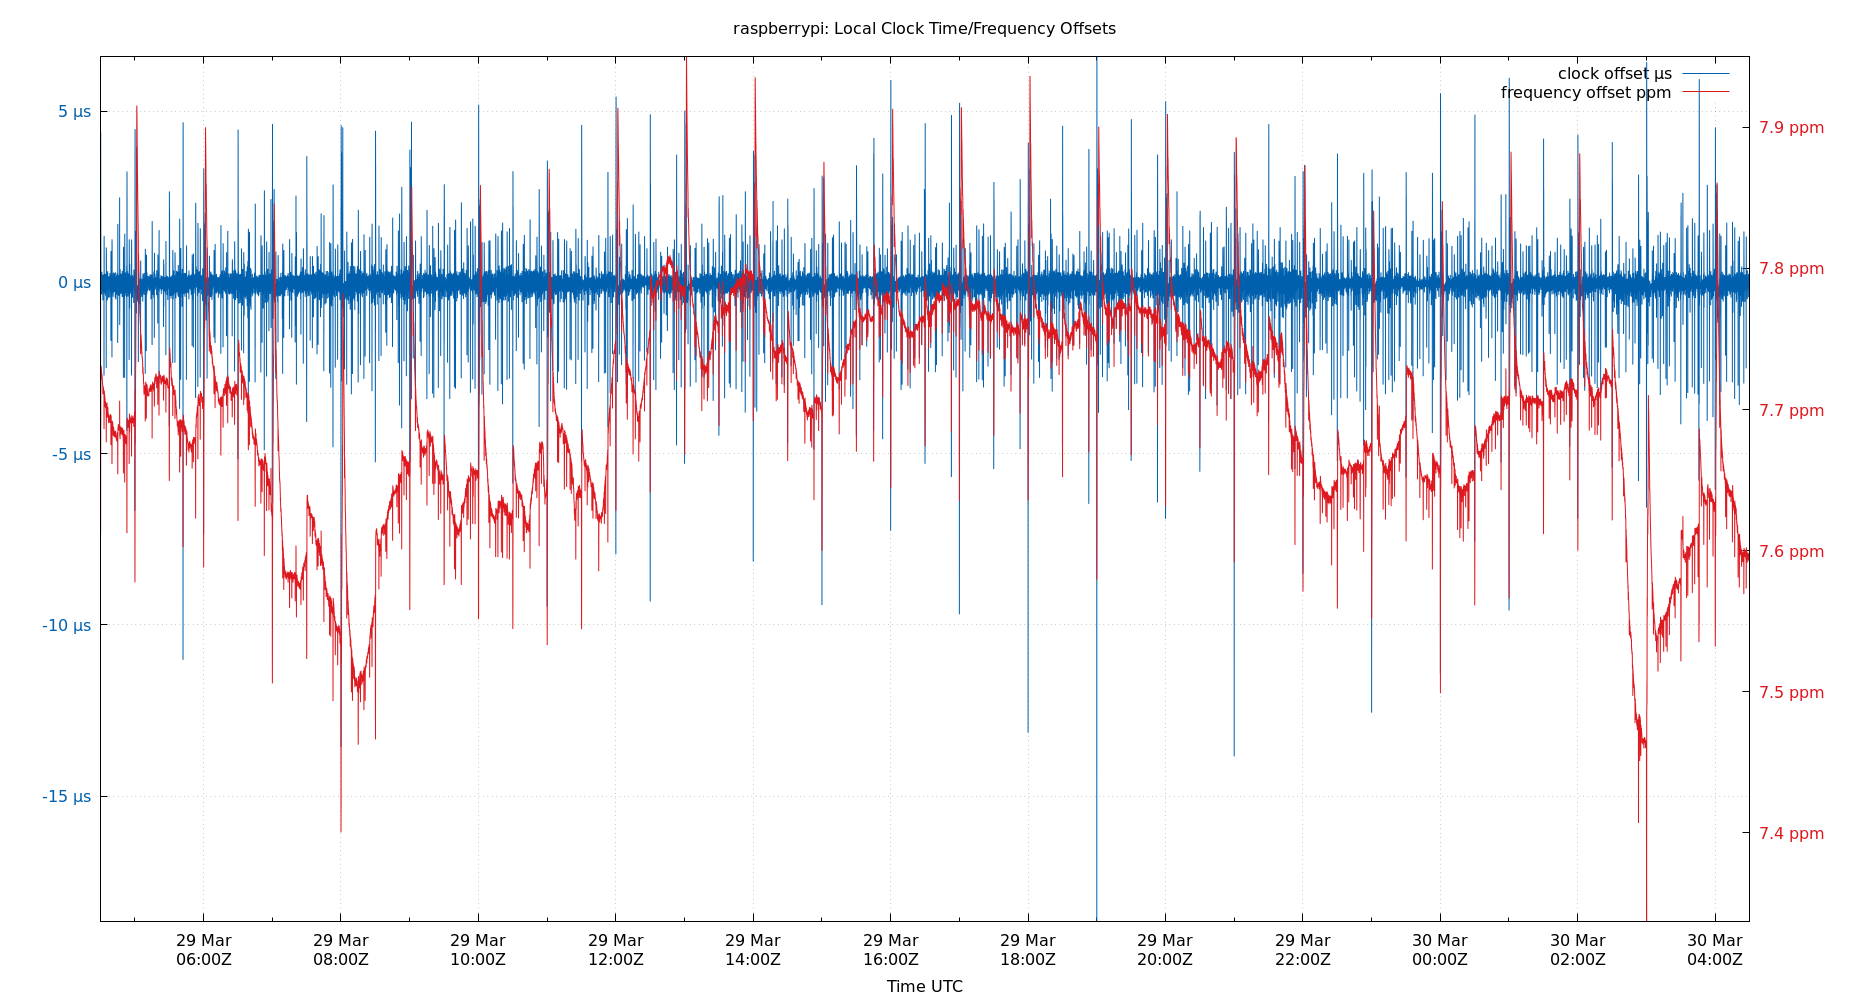 raspberrypi: Local Clock Time/Frequency Offsets
clock offset µs
frequency offset ppm
5 µs
0 µs
-5 µs
-10 µs
-15 µs
7.9 ppm
7.8 ppm
7.7 ppm
7.6 ppm
7.5 ppm
7.4 ppm
29 Mar
06:00Z
29 Mar
08:00Z
29 Mar
10:00Z
29 Mar
12:00Z
29 Mar
14:00Z
29 Mar
16:00Z
29 Mar
18:00Z
29 Mar
20:00Z
29 Mar
22:00Z
30 Mar
00:00Z
30 Mar
02:00Z
30 Mar
04:00Z
Time UTC